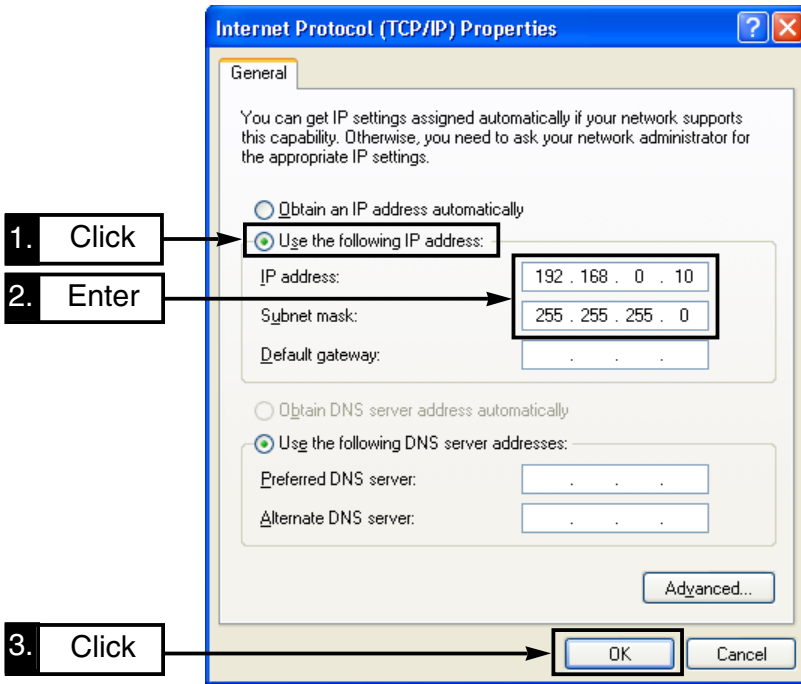 Internet Protocol (TCP/IP) Properties
General
You can get IP settings assigned automatically if your network supports
this capability. Otherwise, you need to ask your network administrator for
the appropriate IP settings.
Obtain an IP address automatically
1. Click
Use the following IP address:
IP address: 192 . 168 . 0 . 10
2. Enter
Subnet mask: 255 . 255 . 255 . 0
Default gateway: . . .
Obtain DNS server address automatically
Use the following DNS server addresses:
Preferred DNS server: . . .
Alternate DNS server: . . .
Advanced...
3. Click
OK Cancel